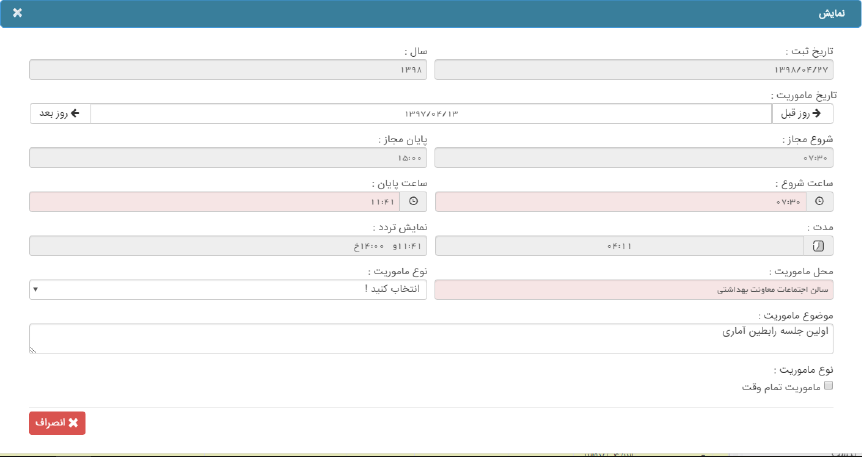 نمایش
تاریخ ثبت :
سال :
۱۳۹۸/۰۴/۲۷
۱۳۹۸
تاریخ ماموریت :
روز قبل
۱۳۹۷/۰۴/۱۳
روز بعد
شروع مجاز :
پایان مجاز :
۰۷:۳۰
۱۵:۰۰
ساعت شروع :
ساعت پایان :
۰۷:۳۰
۱۱:۴۱
مدت :
نمایش تردد :
۰۴:۱۱
۱۱:۴۱و ۱۴:۰۰خ
محل ماموریت :
نوع ماموریت :
سالن اجتماعات معاونت بهداشتی
انتخاب کنید !
موضوع ماموریت :
اولین جلسه رابطین آماری
نوع ماموریت :
ماموریت تمام وقت
انصراف